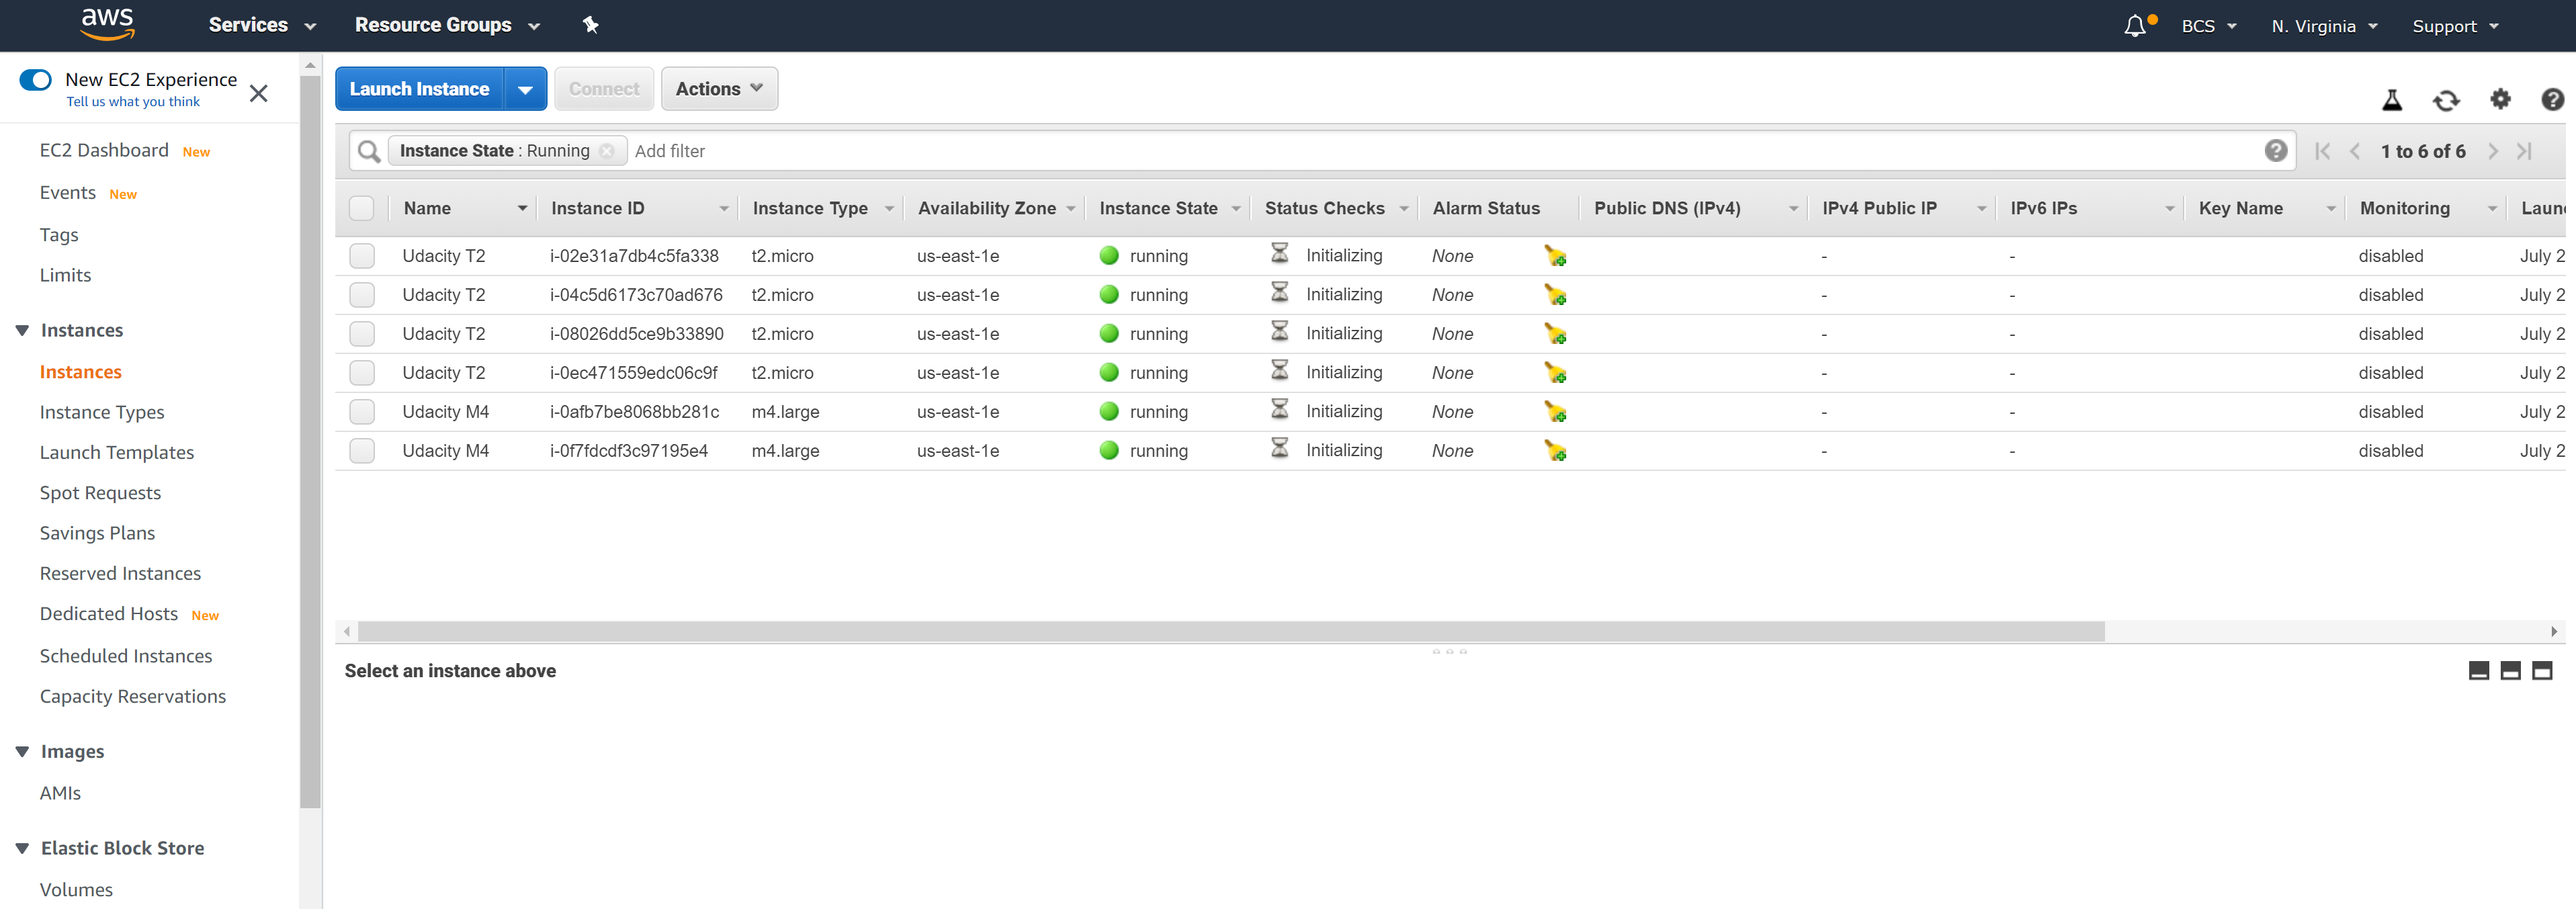 aws Services Resource Groups BCS N. Virginia Support
New EC2 Experience
Tell us what you think
EC2 Dashboard New
Events New
Tags
Limits
Instances
Instances
Instance Types
Launch Templates
Spot Requests
Savings Plans
Reserved Instances
Dedicated Hosts New
Scheduled Instances
Capacity Reservations
Images
AMIs
Elastic Block Store
Volumes
Launch Instance Connect Actions
Instance State : Running Add filter 1 to 6 of 6
Name Instance ID Instance Type Availability Zone Instance State Status Checks Alarm Status Public DNS (IPv4) IPv4 Public IP IPv6 IPs Key Name Monitoring Laun
Udacity T2 i-02e31a7db4c5fa338 t2.micro us-east-1e running Initializing None - - disabled July 2
Udacity T2 i-04c5d6173c70ad676 t2.micro us-east-1e running Initializing None - - disabled July 2
Udacity T2 i-08026dd5ce9b33890 t2.micro us-east-1e running Initializing None - - disabled July 2
Udacity T2 i-0ec471559edc06c9f t2.micro us-east-1e running Initializing None - - disabled July 2
Udacity M4 i-0afb7be8068bb281c m4.large us-east-1e running Initializing None - - disabled July 2
Udacity M4 i-0f7fdcdf3c97195e4 m4.large us-east-1e running Initializing None - - disabled July 2
Select an instance above